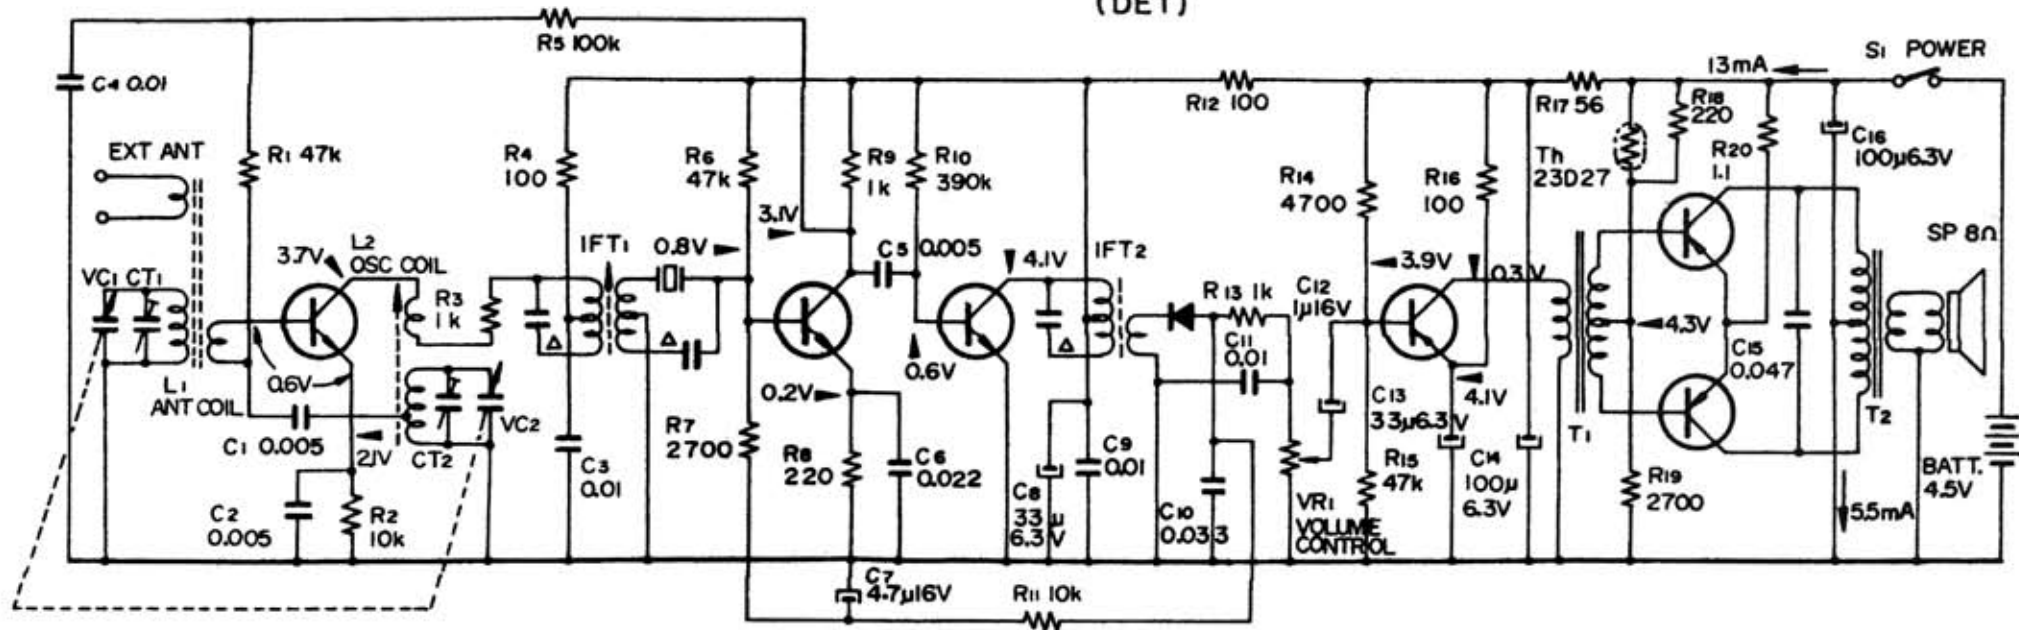 (DET)
R5 100k
C4 0.01
13mA
S1 POWER
R12 100
R17 56
R18
220
EXT ANT
R1 47k
R4
100
R6
47k
R9
1k
R10
390k
R14
4700
R16
100
Th
23D27
R20
1.1
C16
100µ6.3V
3.1V
3.7V
L2
OSC COIL
IFT1
0.8V
C5 0.005
4.1V
IFT2
3.9V
0.3V
SP 8Ω
VC1 CT1
R3
1k
R13 1k
C12
1µ16V
4.3V
Δ
Δ
Δ
C11
0.01
0.6V
0.6V
L1
ANT COIL
0.2V
C13
33µ6.3V
4.1V
C15
0.047
T1
T2
C1 0.005
2.1V
CT2
VC2
R7
2700
C3
0.01
R8
220
C6
0.022
C9
0.01
C8
33µ
6.3V
C10
0.033
VR1
VOLUME
CONTROL
R15
47k
C14
100µ
6.3V
R19
2700
BATT.
4.5V
5.5mA
C2
0.005
R2
10k
C7
4.7µ16V
R11 10k